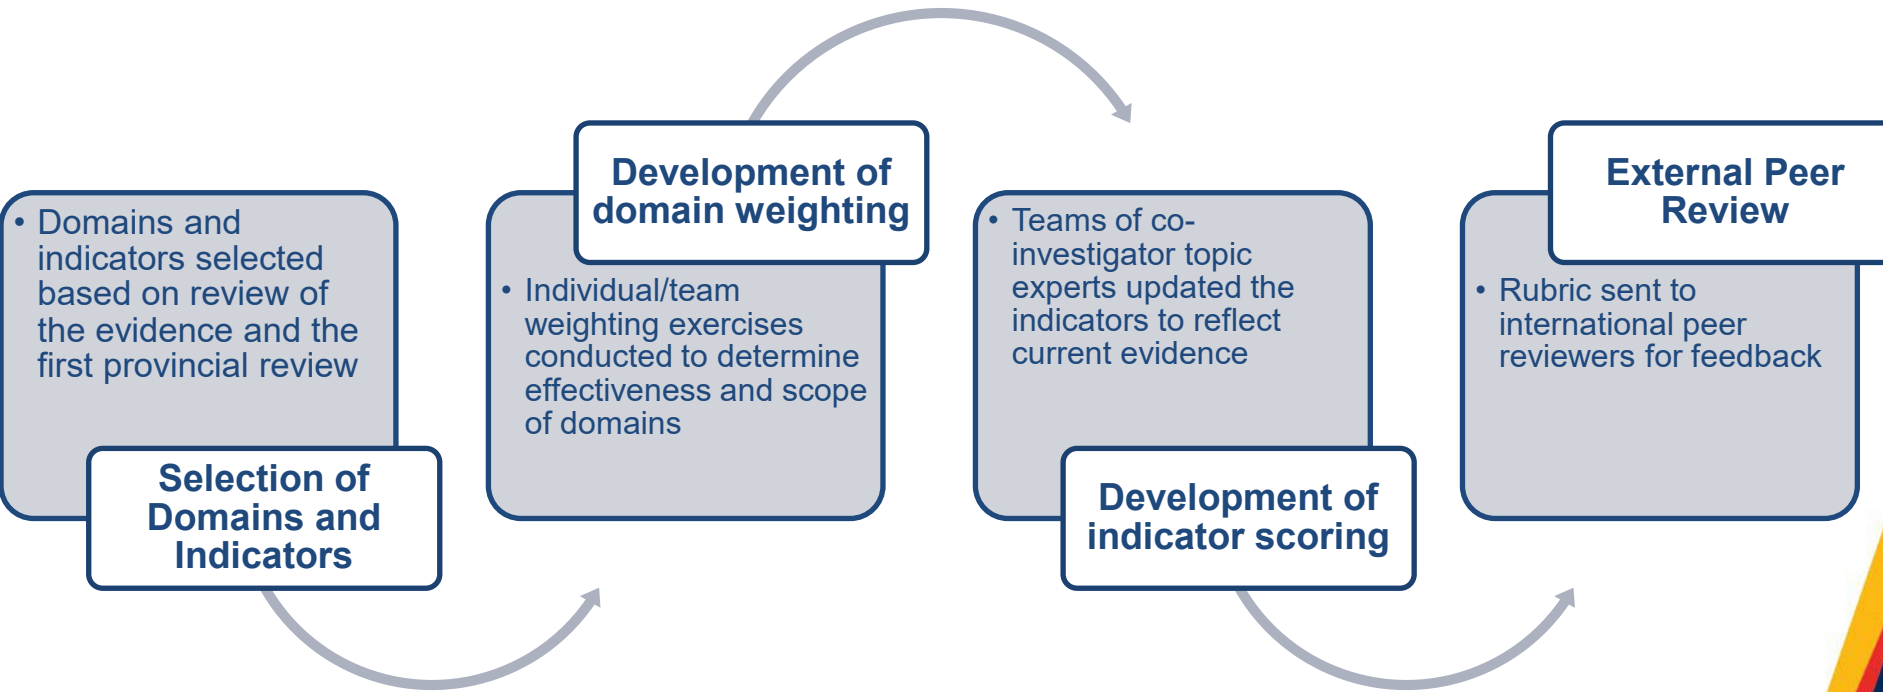 • Domains and
indicators selected
based on review of
the evidence and the
first provincial review
Selection of
Domains and
Indicators
Development of
domain weighting
• Individual/team
weighting exercises
conducted to determine
effectiveness and scope
of domains
• Teams of co-
investigator topic
experts updated the
indicators to reflect
current evidence
Development of
indicator scoring
External Peer
Review
• Rubric sent to
international peer
reviewers for feedback